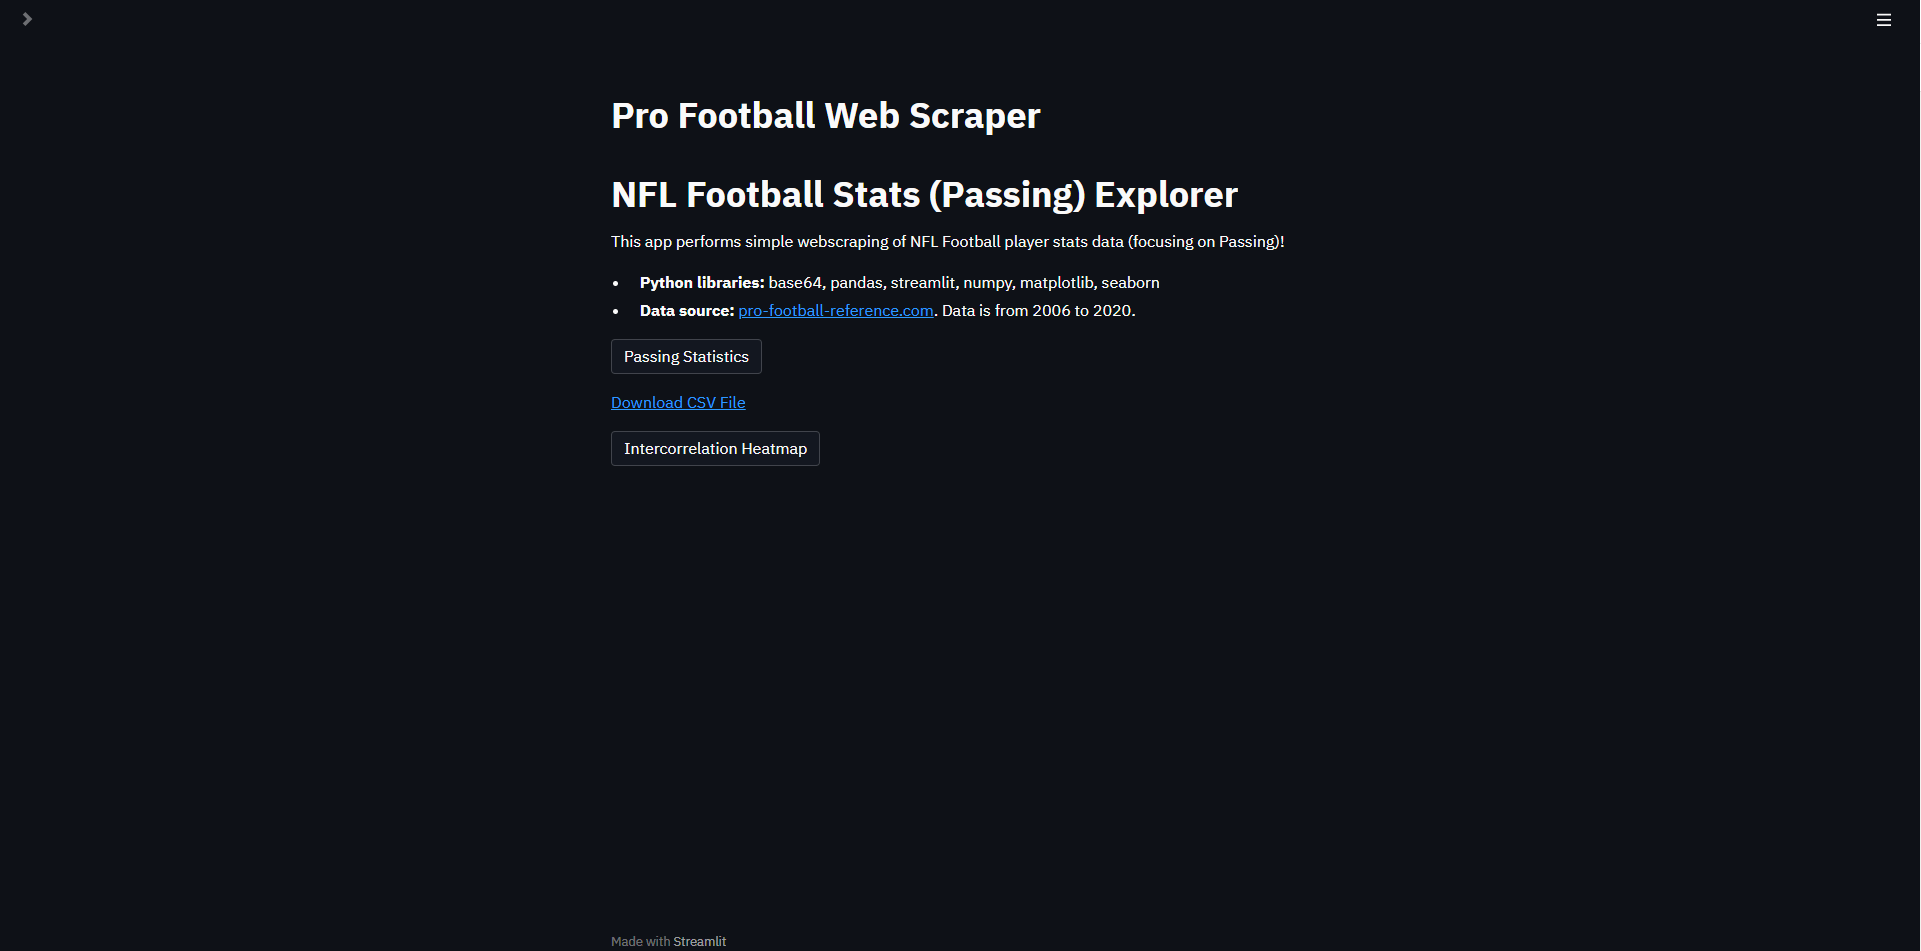 Pro Football Web Scraper
NFL Football Stats (Passing) Explorer
This app performs simple webscraping of NFL Football player stats data (focusing on Passing)!
• Python libraries: base64, pandas, streamlit, numpy, matplotlib, seaborn
• Data source: pro-football-reference.com. Data is from 2006 to 2020.
Passing Statistics
Download CSV File
Intercorrelation Heatmap
Made with Streamlit